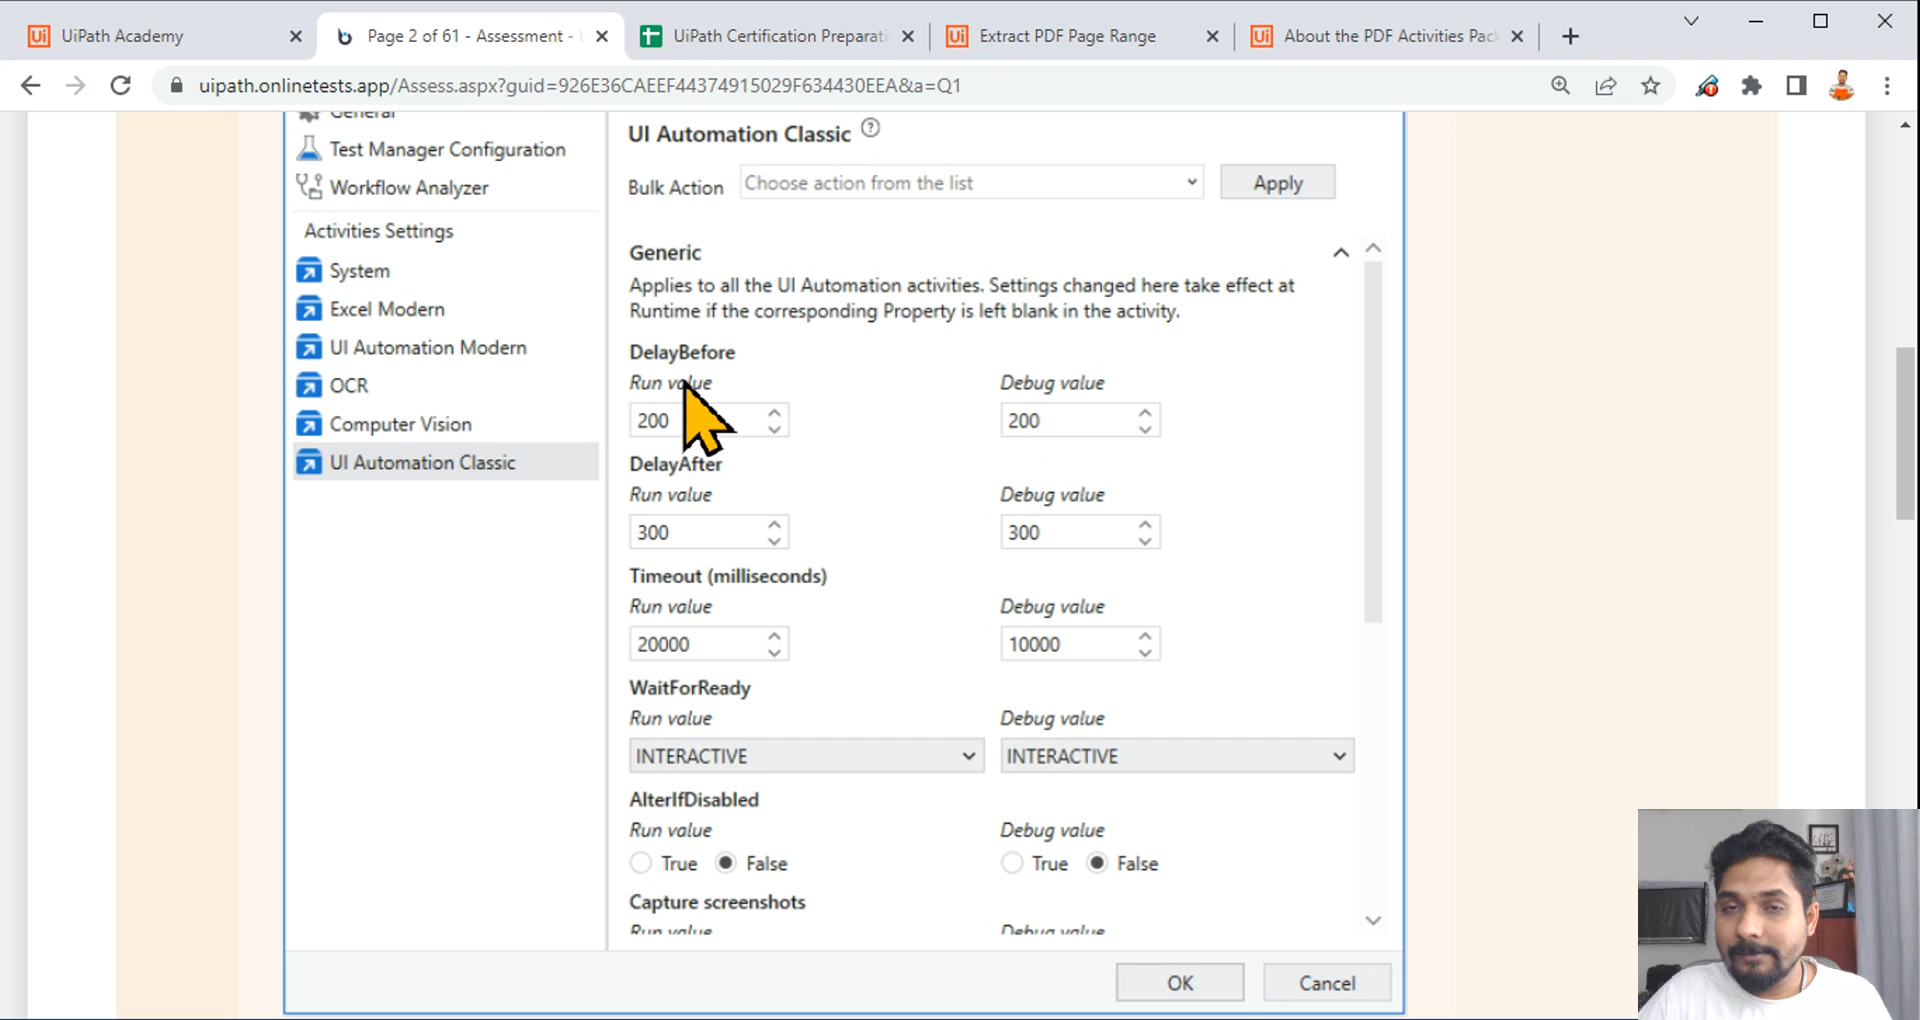 UiPath Academy
Page 2 of 61 - Assessment -
UiPath Certification Preparati
Extract PDF Page Range
About the PDF Activities Pac
uipath.onlinetests.app/Assess.aspx?guid=926E36CAEEF44374915029F634430EEA&a=Q1
General
Test Manager Configuration
Workflow Analyzer
Activities Settings
System
Excel Modern
UI Automation Modern
OCR
Computer Vision
UI Automation Classic
UI Automation Classic
Bulk Action
Choose action from the list
Apply
Generic
Applies to all the UI Automation activities. Settings changed here take effect at
Runtime if the corresponding Property is left blank in the activity.
DelayBefore
Run value
Debug value
200
200
DelayAfter
Run value
Debug value
300
300
Timeout (milliseconds)
Run value
Debug value
20000
10000
WaitForReady
Run value
Debug value
INTERACTIVE
INTERACTIVE
AlterIfDisabled
Run value
Debug value
True False
True False
Capture screenshots
Run value
Debug value
OK
Cancel